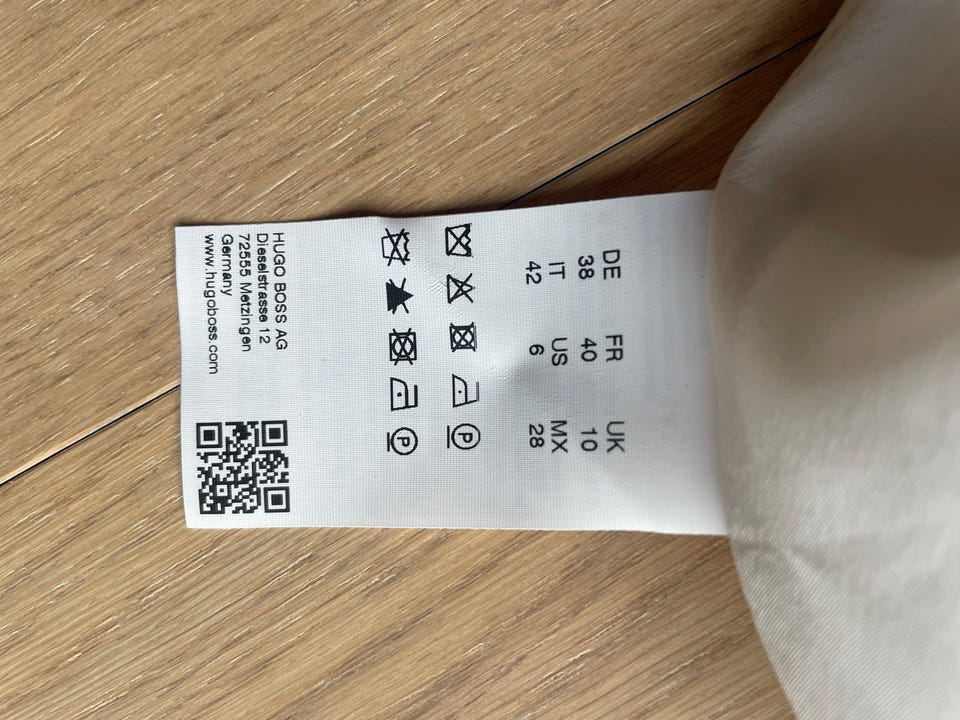 DE FR UK
38 40 10
IT US MX
42 6 28
P
P
HUGO BOSS AG
Dieselstrasse 12
72555 Metzingen
Germany
www.hugoboss.com